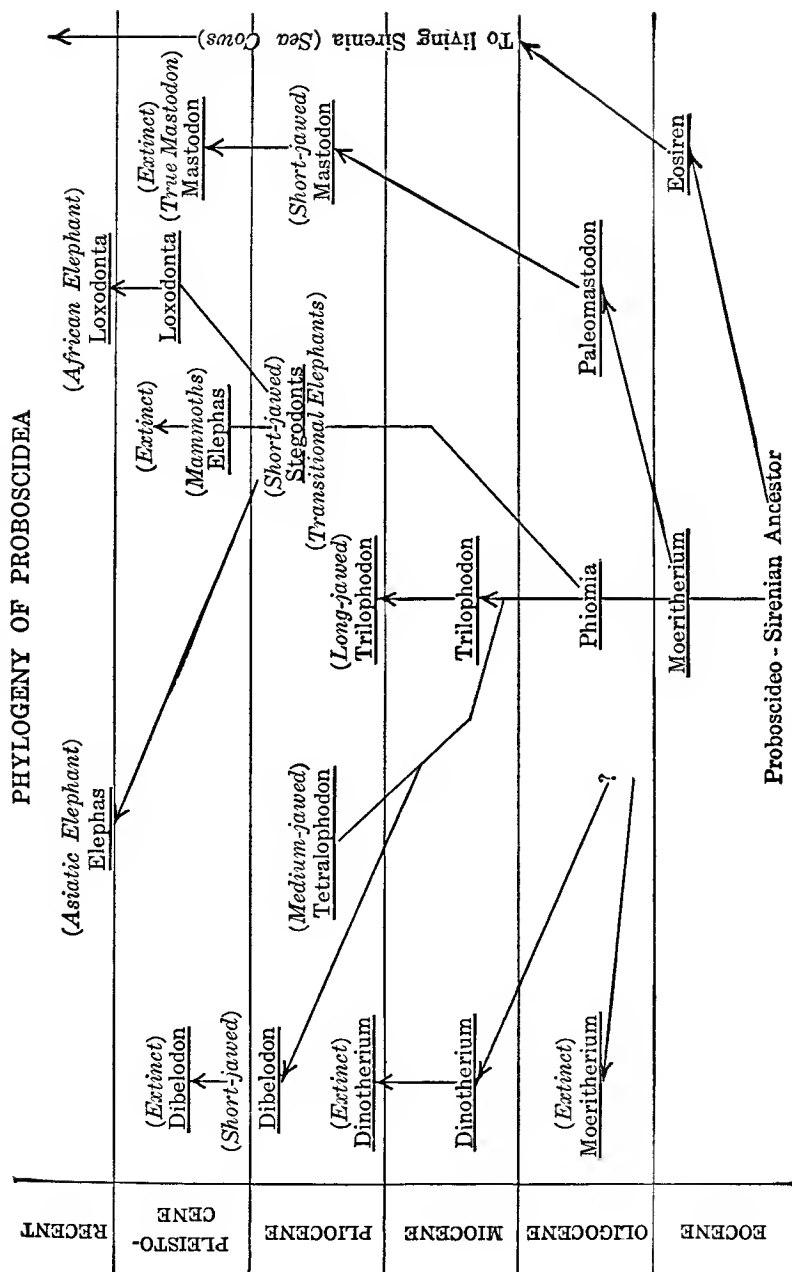 PHYLOGENY OF PROBOSCIDEA
RECENT
(Asiatic Elephant)
Elephas
(African Elephant)
Loxodonta
To living Sirenia (Sea Cows)
PLEISTO-
CENE
(Extinct)
Dibelodon
(Short-jawed)
(Extinct)
(Mammoths)
Elephas
Loxodonta
(Extinct)
(True Mastodon)
Mastodon
PLIOCENE
Dibelodon
(Extinct)
Dinotherium
(Medium-jawed)
Tetralophodon
(Long-jawed)
Trilophodon
(Short-jawed)
Stegodonts
(Transitional Elephants)
(Short-jawed)
Mastodon
MIOCENE
Dinotherium
Trilophodon
OLIGOCENE
(Extinct)
Moeritherium
?
Phiomia
Paleomastodon
EOCENE
Moeritherium
Eosiren
Proboscideo - Sirenian Ancestor